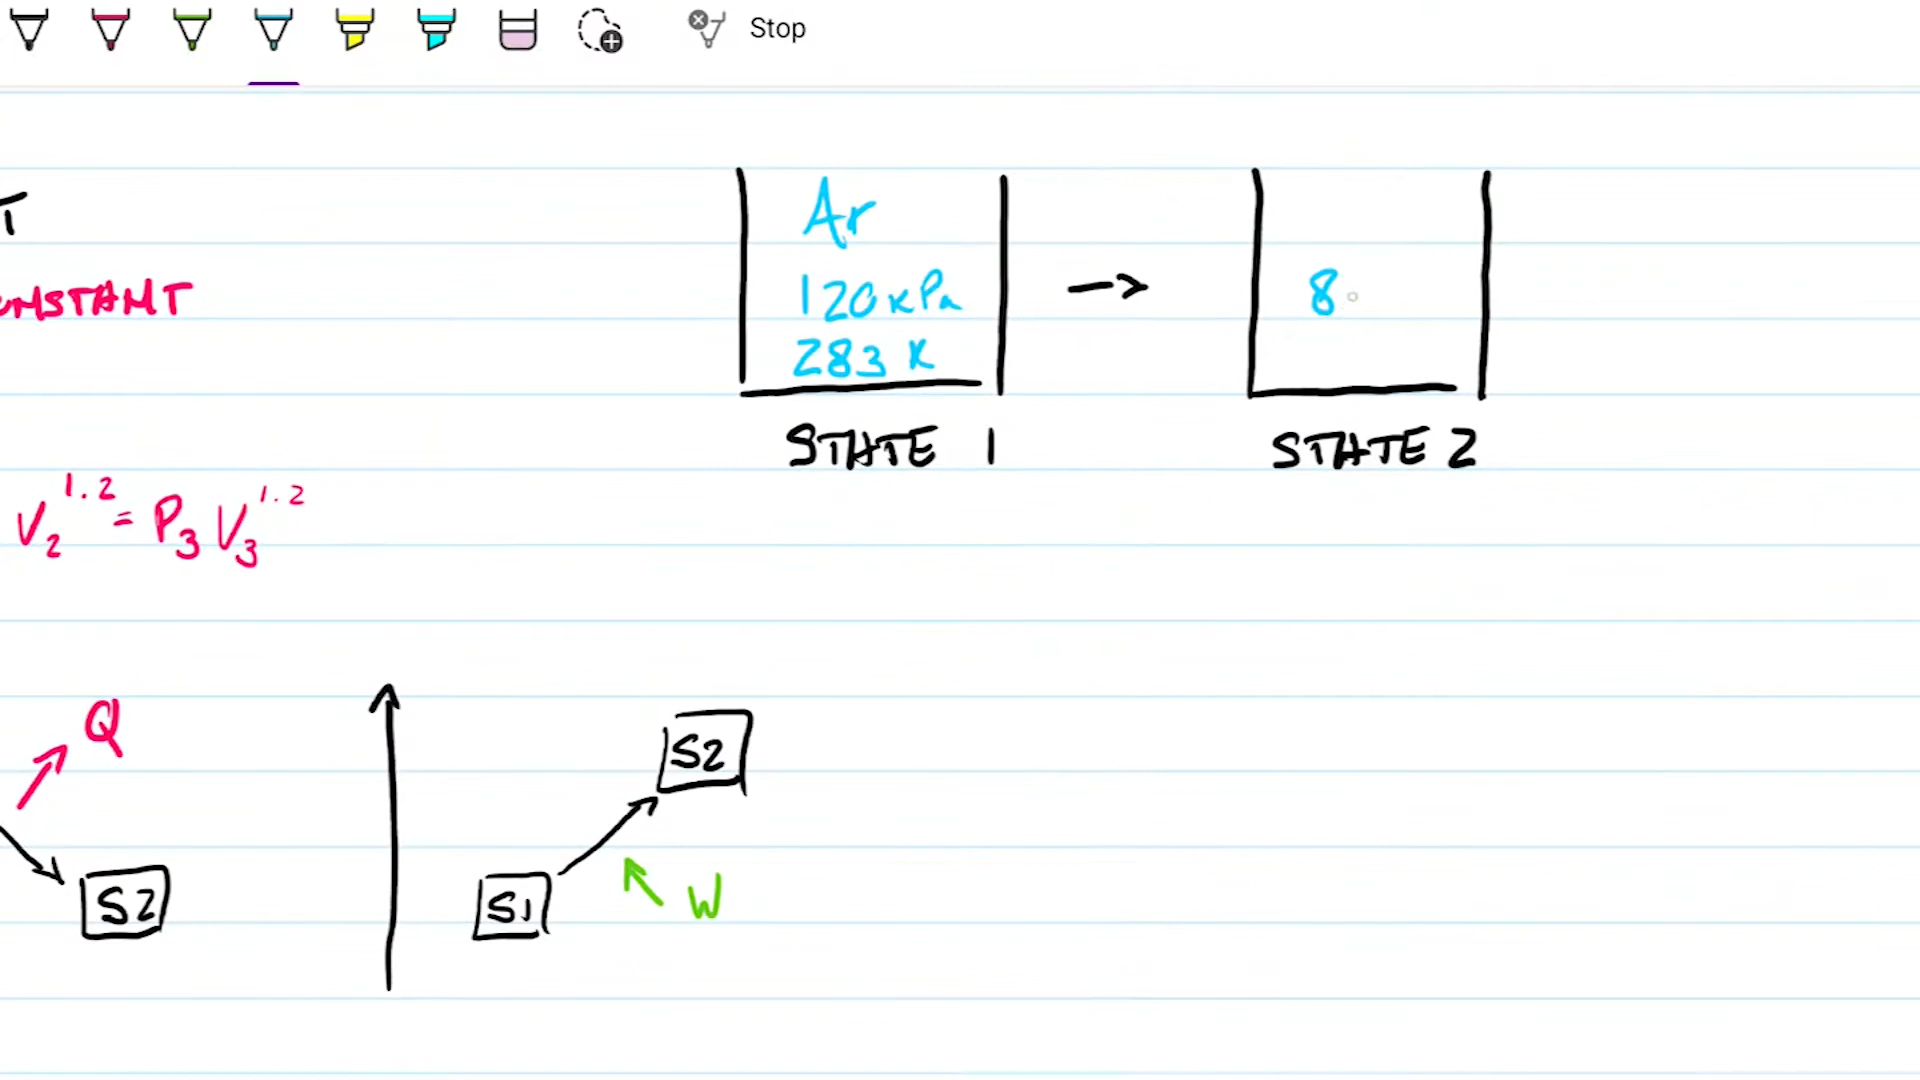 Stop
T
Ar
120 kPa
283 K
8
ONSTANT
STATE 1
STATE 2
V₂^1.2 = P₃ V₃^1.2
Q
S2
S1
S2
W